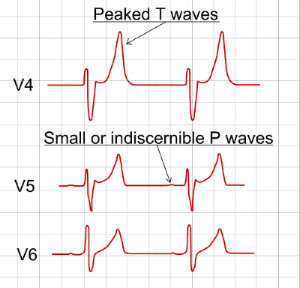 Peaked T waves
V4
Small or indiscernible P waves
V5
V6